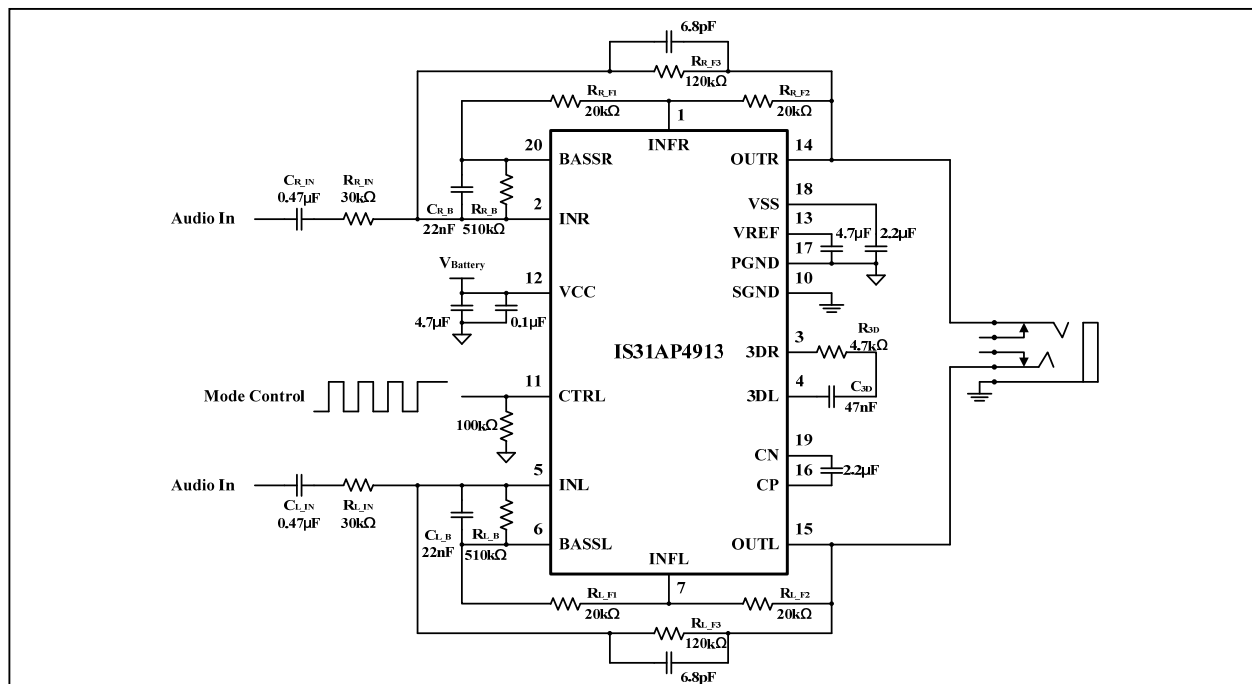 6.8pF
RR_F3
120kΩ
RR_F1
20kΩ
RR_F2
20kΩ
1
INFR
20
BASSR
OUTR
14
CR_IN
0.47μF
RR_IN
30kΩ
Audio In
CR_B
22nF
RR_B
510kΩ
2
INR
VSS
18
VREF
13
4.7μF
2.2μF
PGND
17
SGND
10
VBattery
12
VCC
4.7μF
0.1μF
IS31AP4913
3DR
3
R3D
4.7kΩ
3DL
4
C3D
47nF
Mode Control
11
CTRL
100kΩ
CN
19
CP
16
2.2μF
Audio In
CL_IN
0.47μF
RL_IN
30kΩ
5
INL
CL_B
22nF
RL_B
510kΩ
6
BASSL
OUTL
15
INFL
7
RL_F1
20kΩ
RL_F2
20kΩ
RL_F3
120kΩ
6.8pF